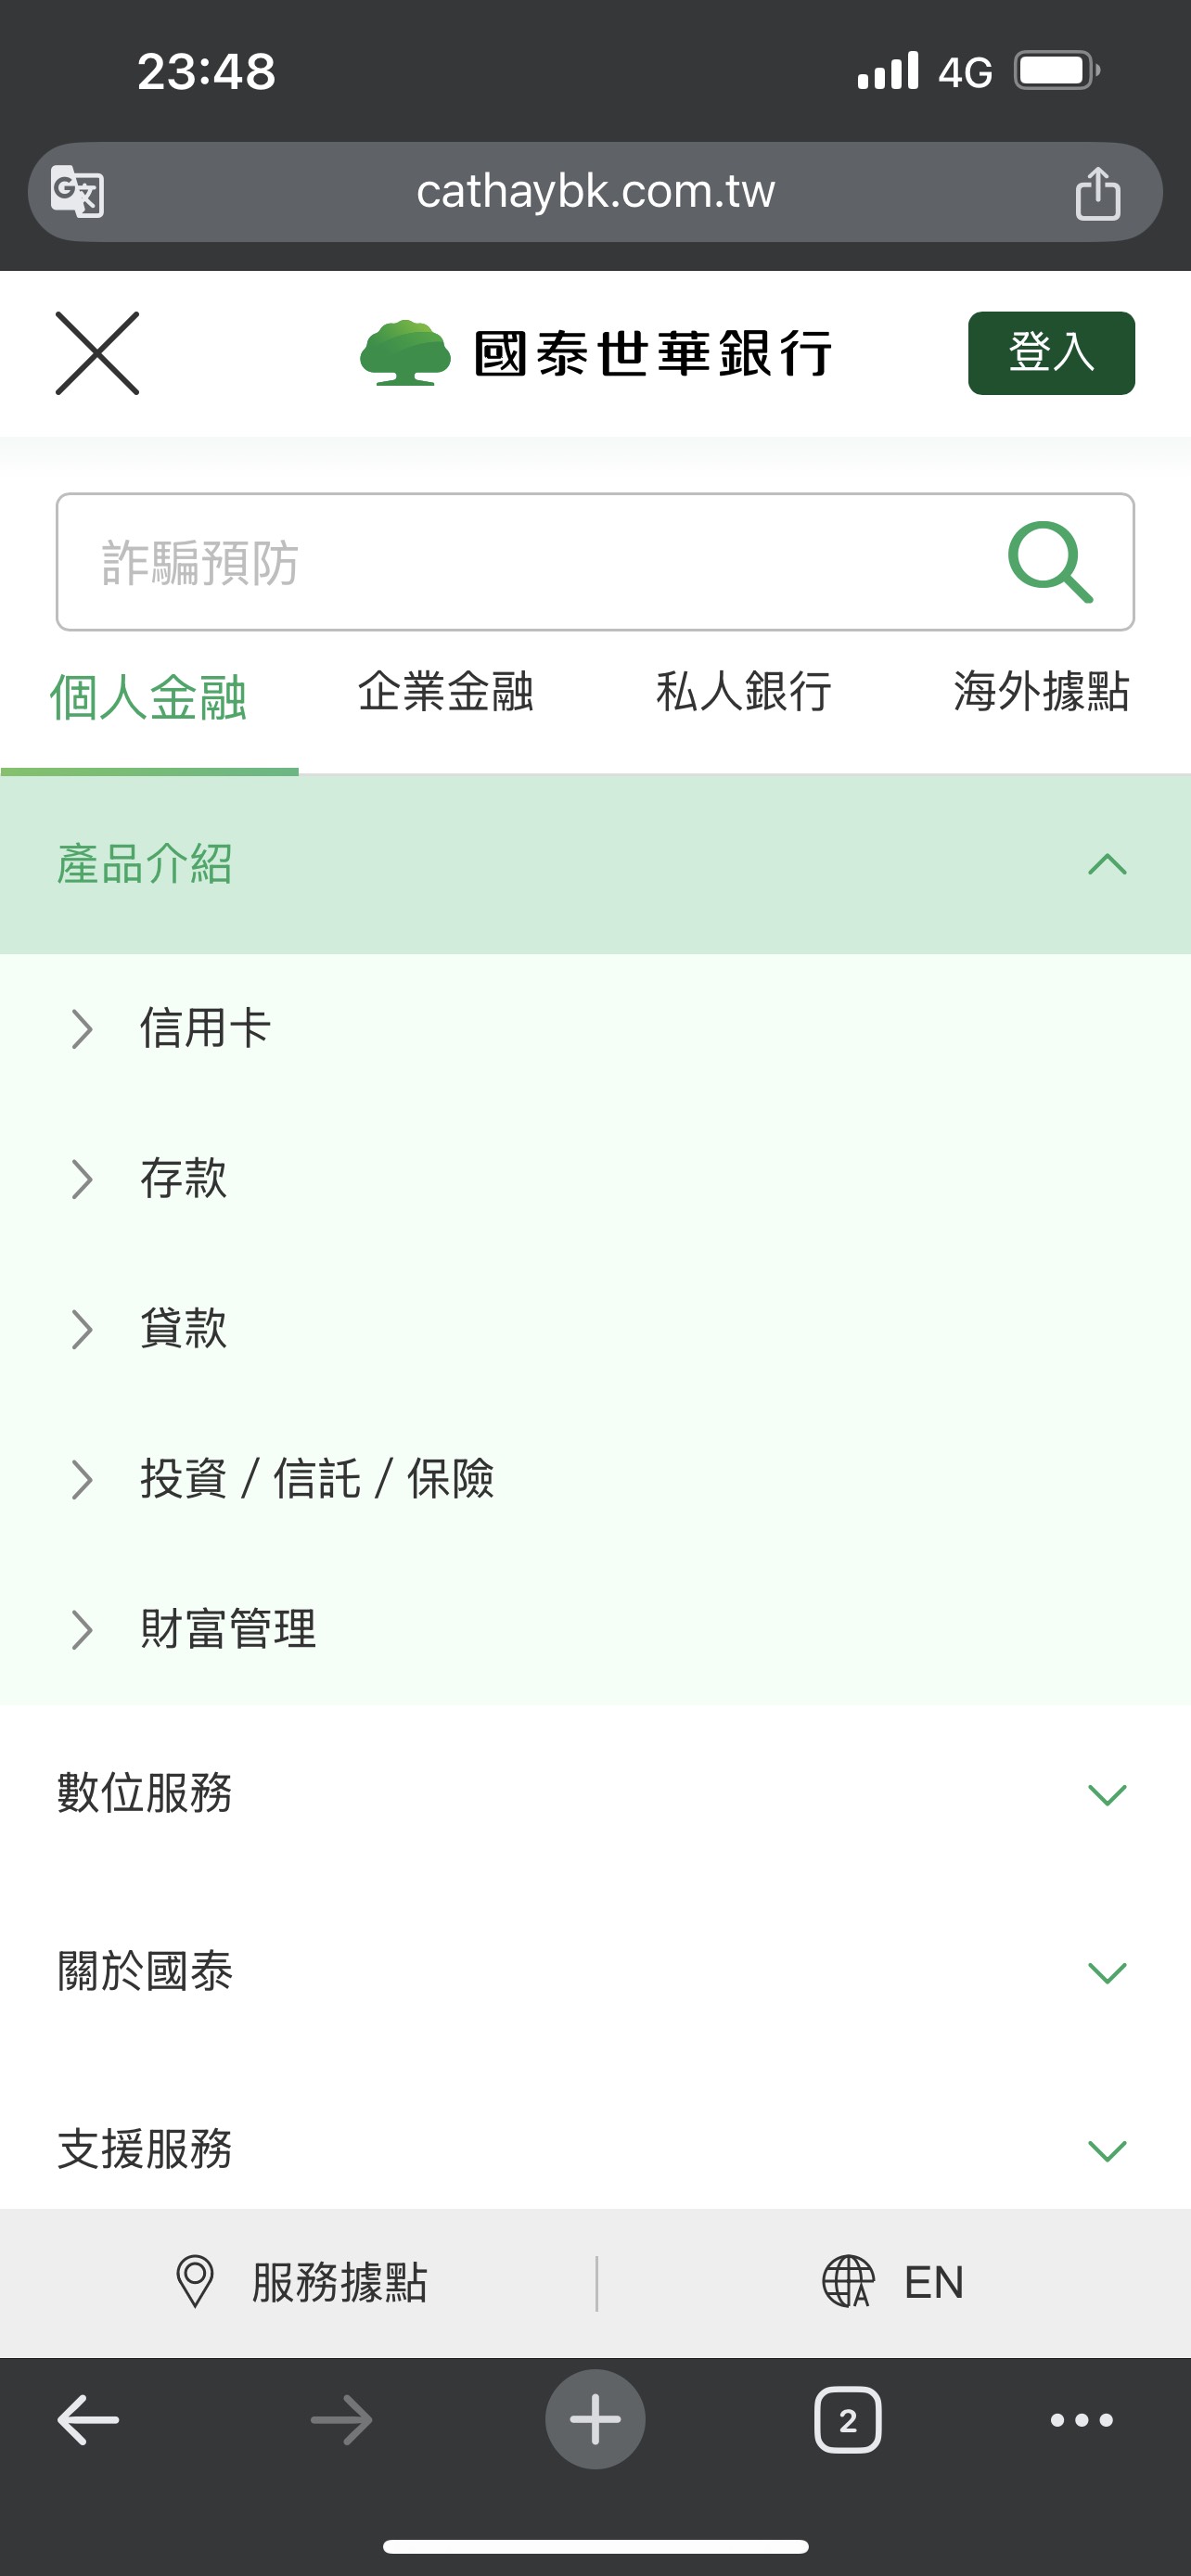 23:48
4G
cathaybk.com.tw
國泰世華銀行
登入
詐騙預防
個人金融
企業金融
私人銀行
海外據點
產品介紹
信用卡
存款
貸款
投資 / 信託 / 保險
財富管理
數位服務
關於國泰
支援服務
服務據點
EN
2